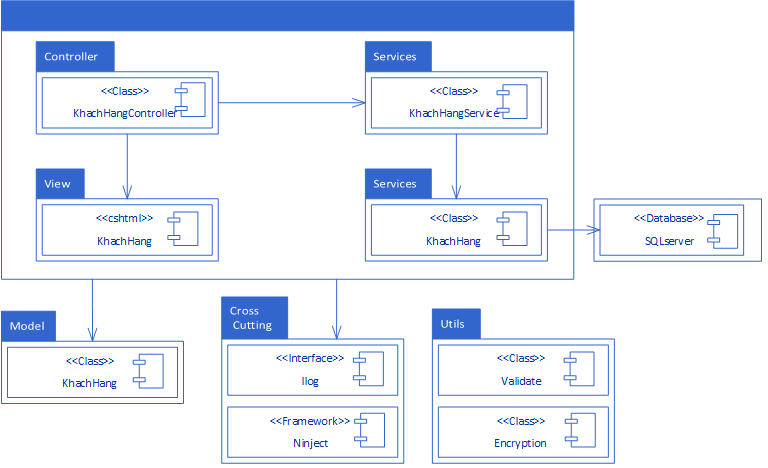 Controller
<<Class>>
KhachHangController
Services
<<Class>>
KhachHangService
View
<<cshtml>>
KhachHang
Services
<<Class>>
KhachHang
<<Database>>
SQLserver
Model
<<Class>>
KhachHang
Cross
Cutting
<<Interface>>
Ilog
<<Framework>>
Ninject
Utils
<<Class>>
Validate
<<Class>>
Encryption